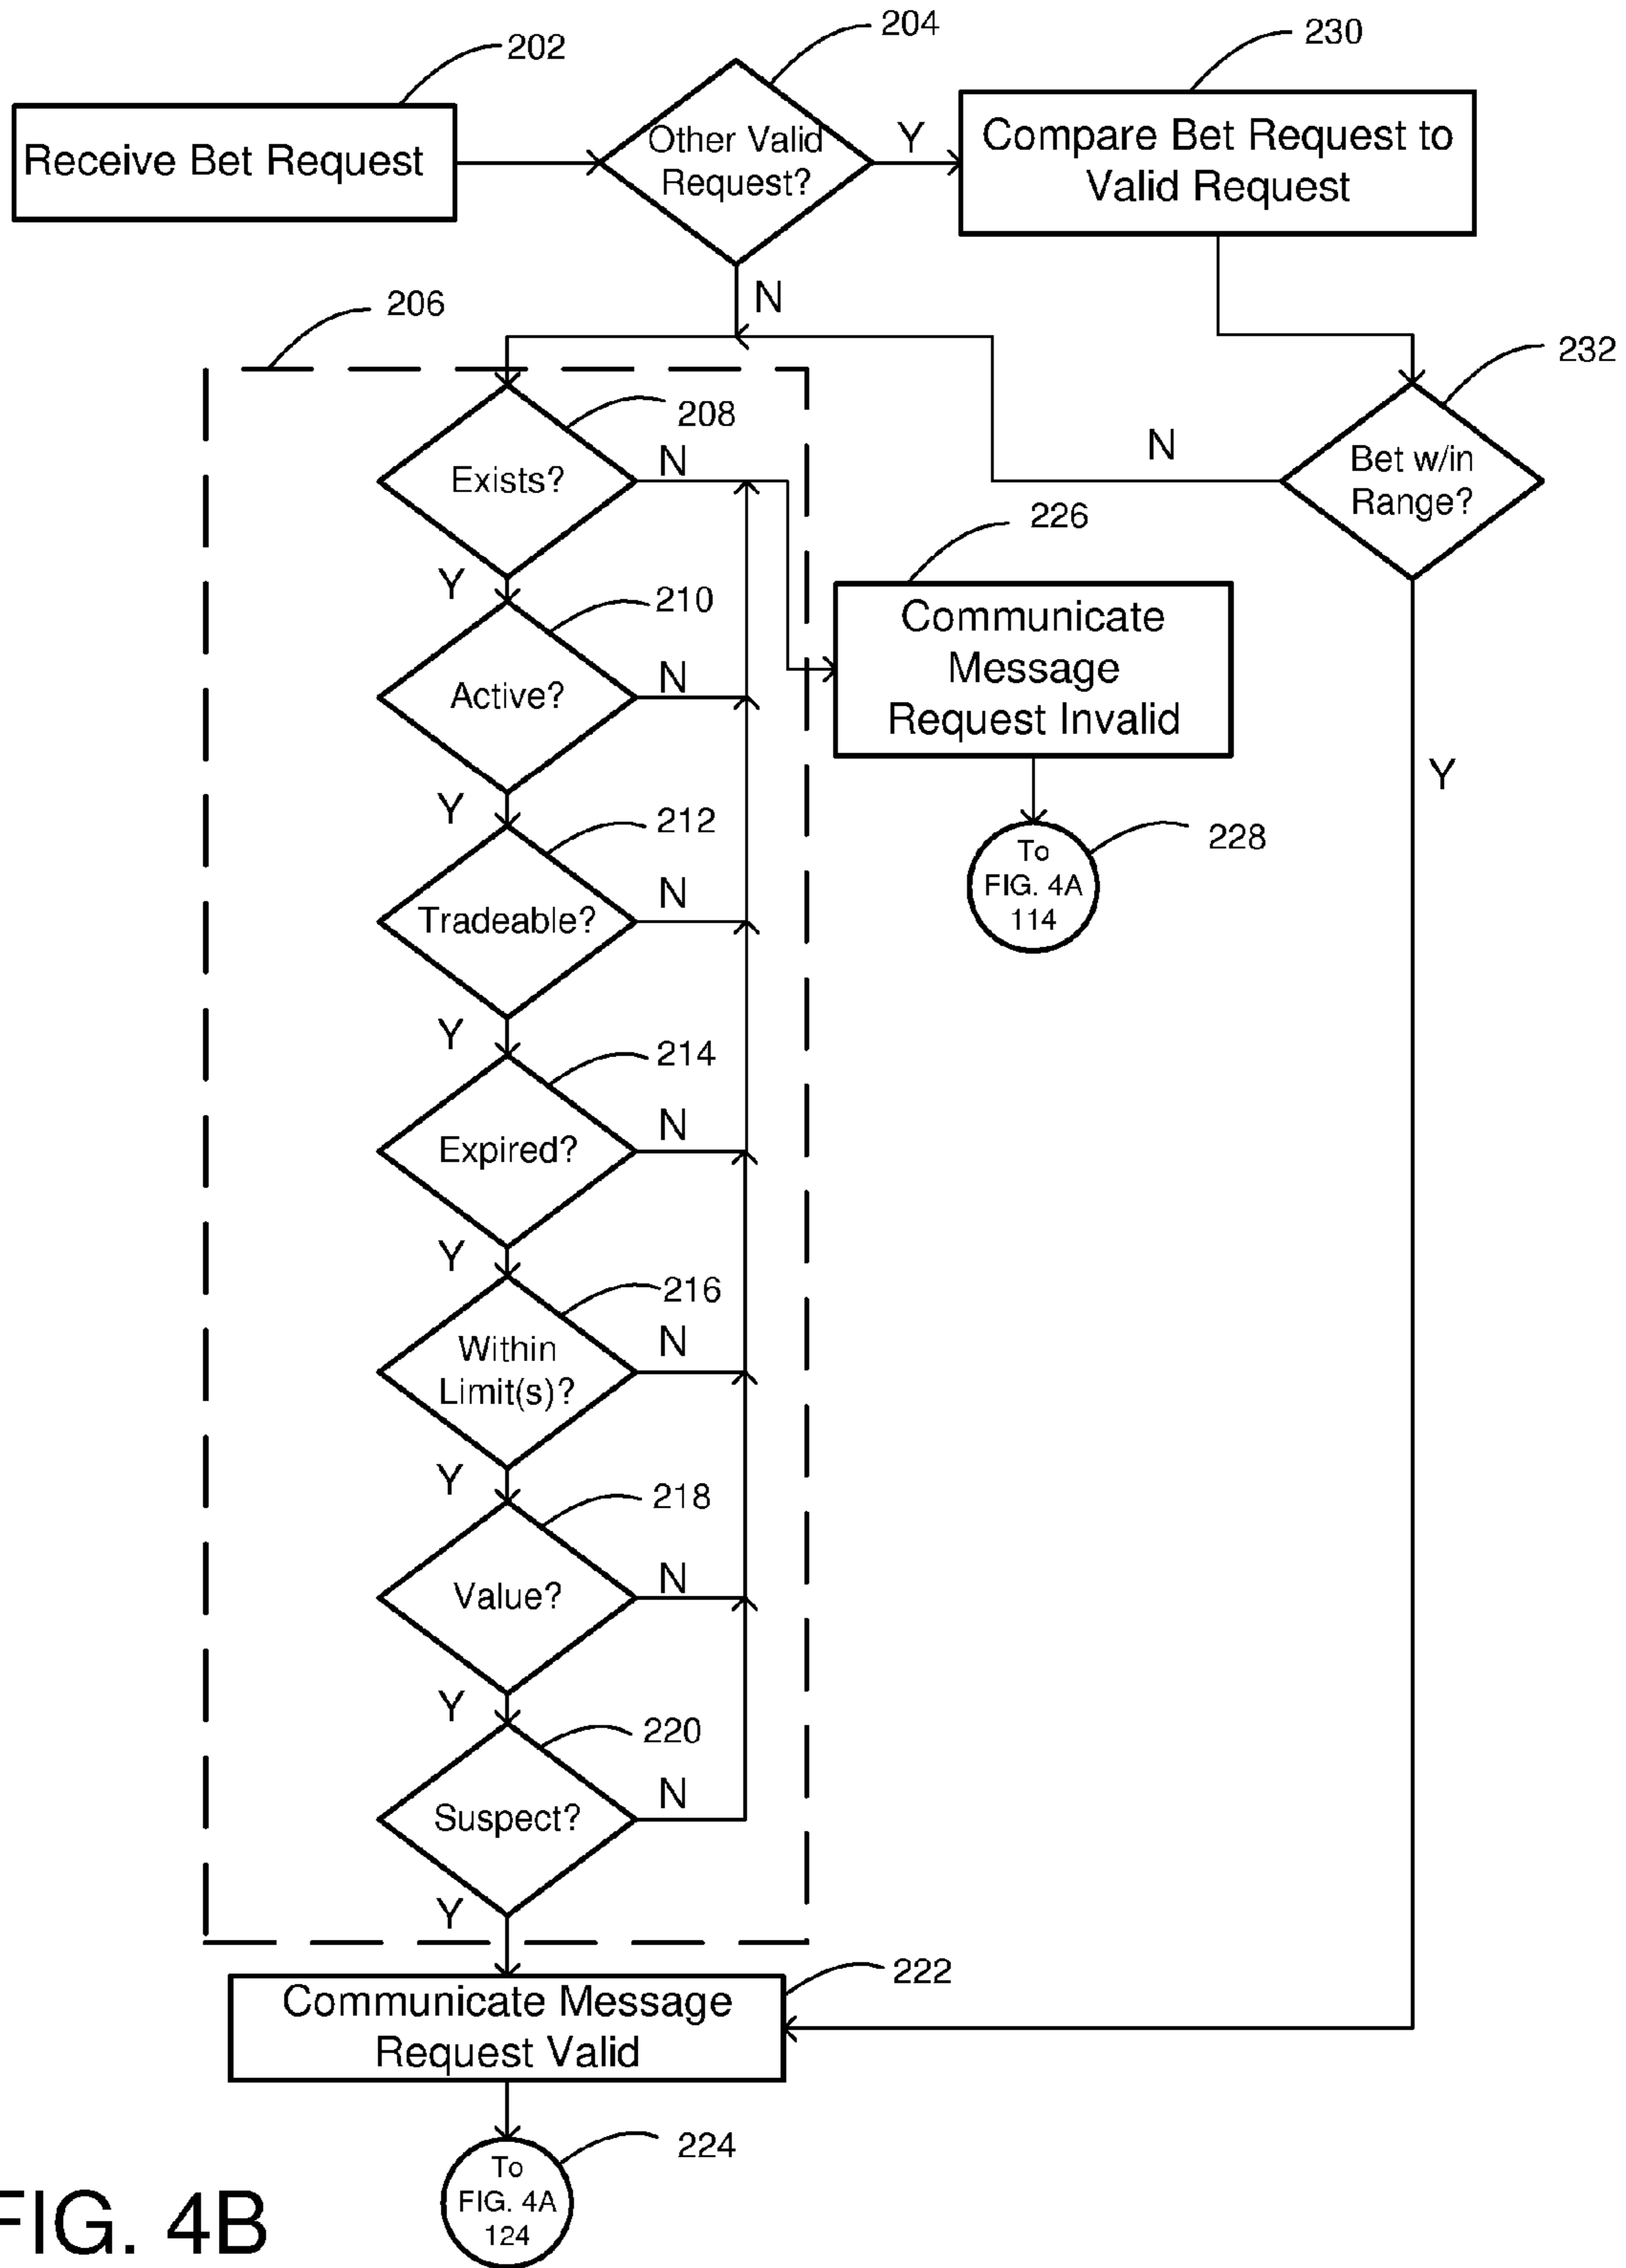 202
204
230
Receive Bet Request
Other Valid
Request?
Y
Compare Bet Request to
Valid Request
N
206
232
208
Exists?
N
N
Bet w/in
Range?
226
Y
210
Communicate
Message
Request Invalid
Active?
N
Y
Y
212
To
FIG. 4A
114
228
Tradeable?
N
Y
214
Expired?
N
Y
216
Within
Limit(s)?
N
Y
218
Value?
N
Y
220
Suspect?
N
Y
222
Communicate Message
Request Valid
224
To
FIG. 4A
124
FIG. 4B